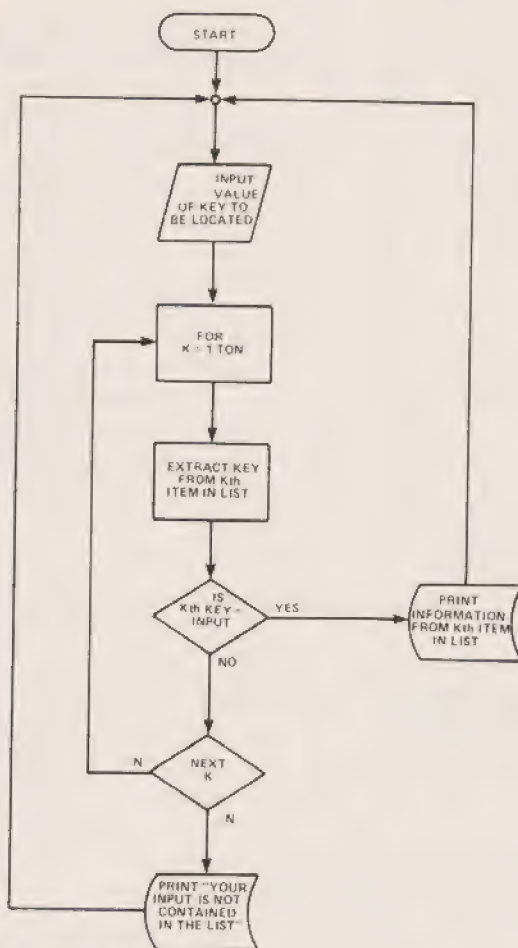 START
INPUT
VALUE
OF KEY TO
BE LOCATED
FOR
K = 1 TON
EXTRACT KEY
FROM Kth
ITEM IN LIST
IS
Kth KEY =
INPUT
YES
PRINT
INFORMATION
FROM Kth ITEM
IN LIST
NO
NEXT
K
N
N
PRINT "YOUR
INPUT IS NOT
CONTAINED
IN THE LIST"